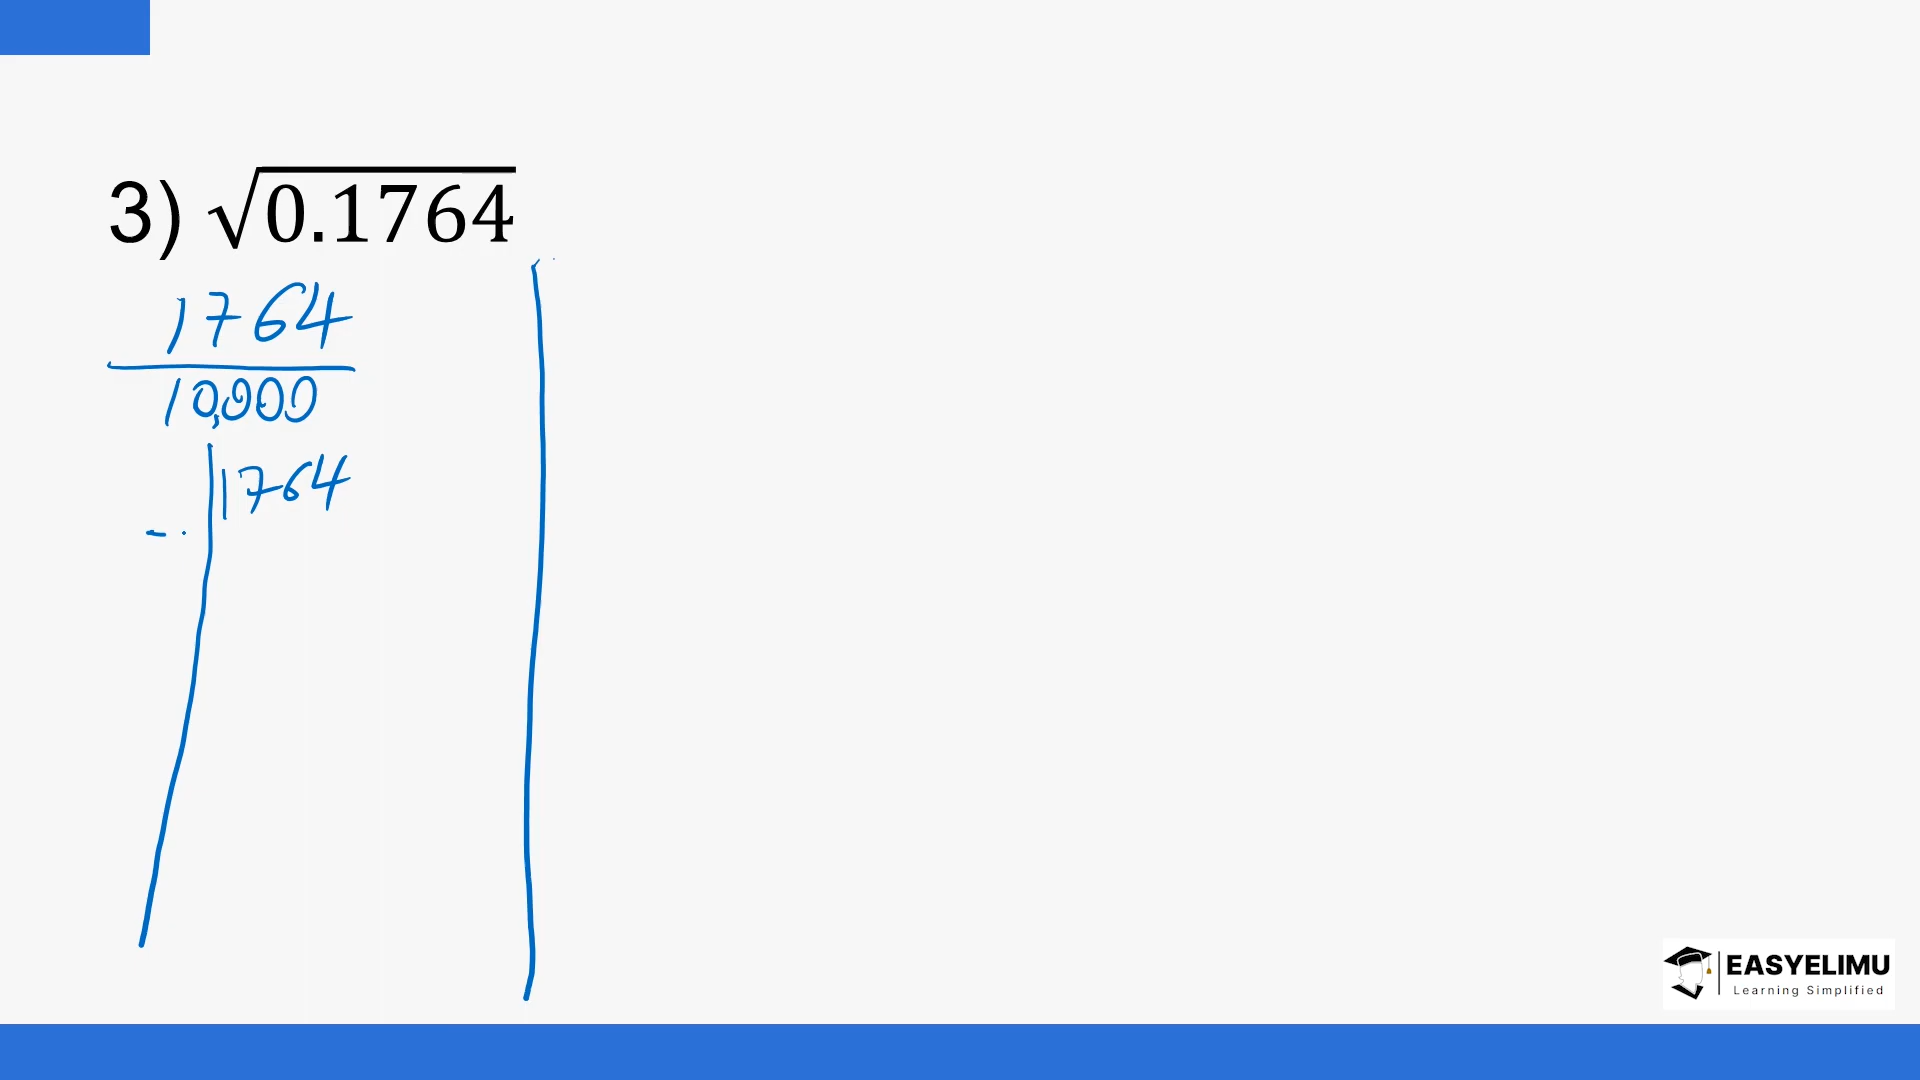 3) √0.1764
1764
10,000
1764
EASYELIMU
Learning Simplified